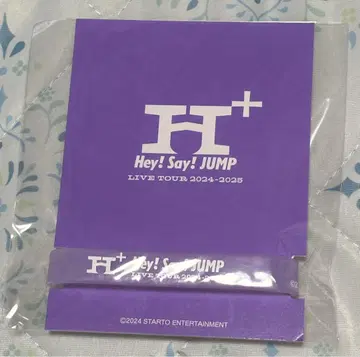 H+
Hey! Say! JUMP
LIVE TOUR 2024-2025
H+ Hey! Say! JUMP
LIVE TOUR 2024-2025
©2024 STARTO ENTERTAINMENT